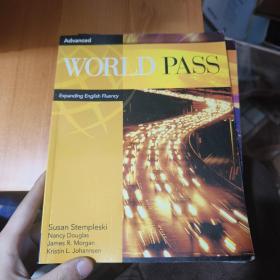 Advanced
WORLD PASS
Expanding English Fluency
Susan Stempleski
Nancy Douglas
James R. Morgan
Kristin L. Johannsen